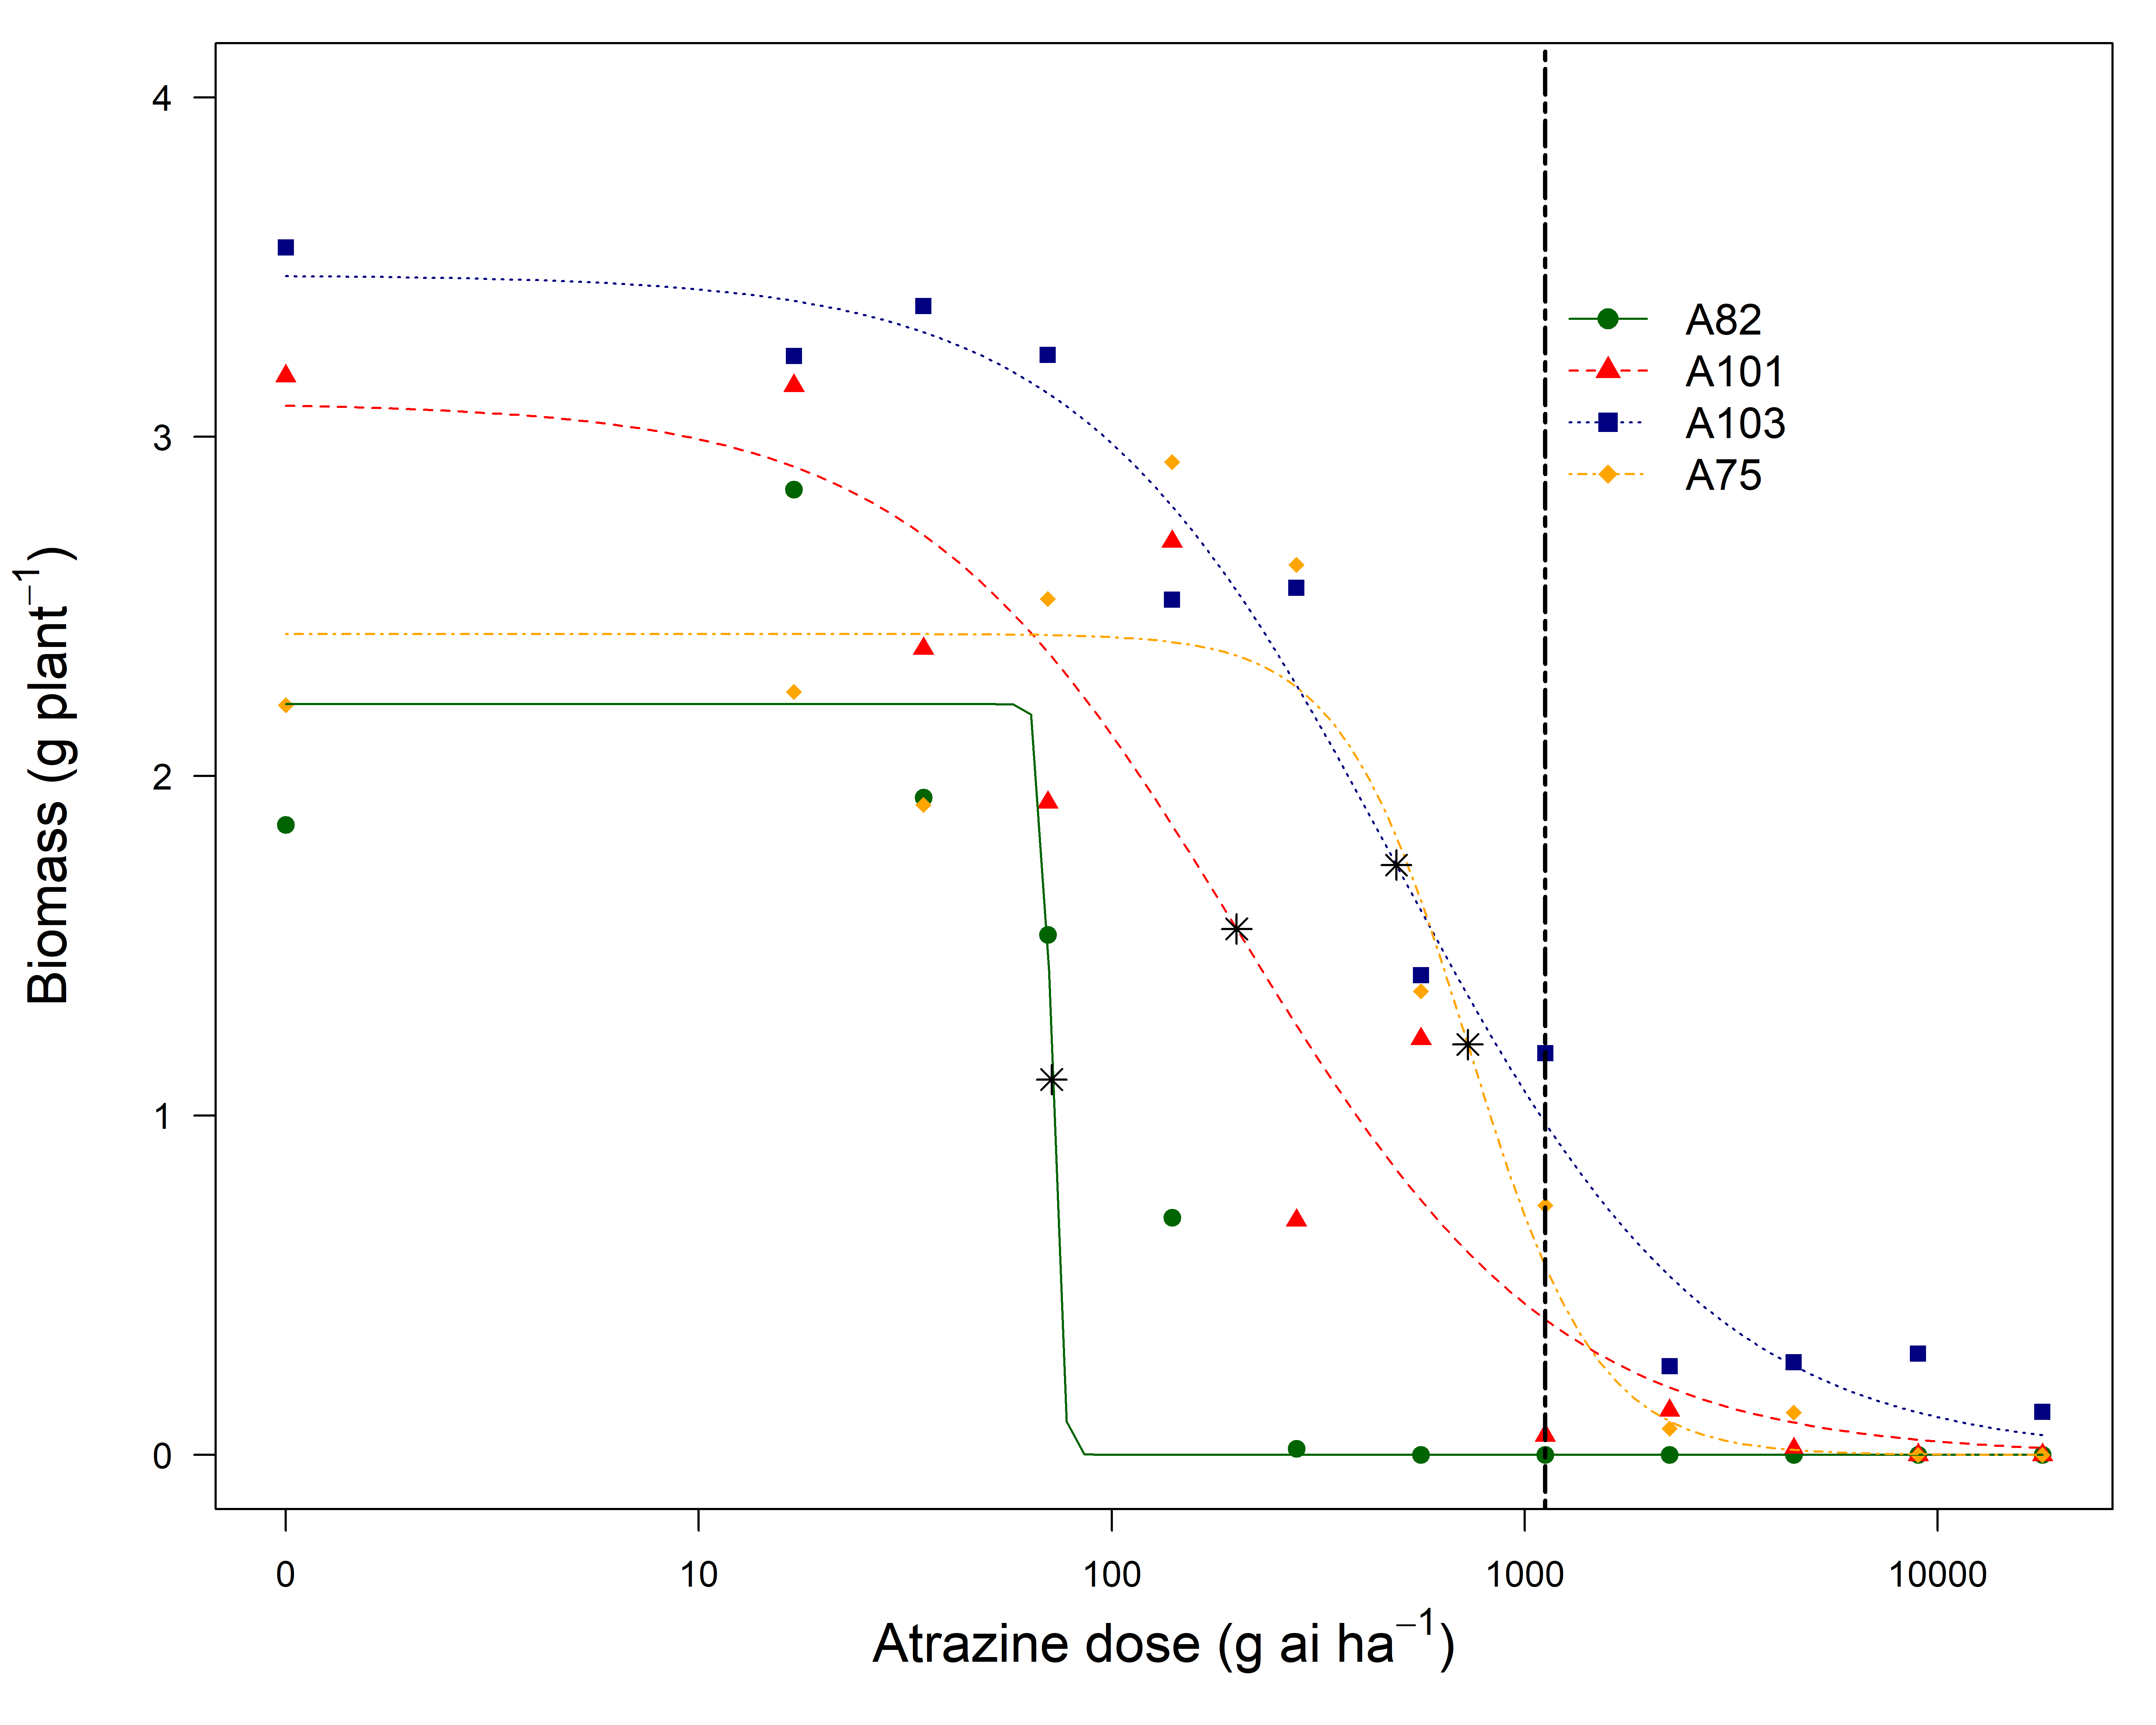 4
3
2
1
0
Biomass (g plant⁻¹)
A82
A101
A103
A75
0 10 100 1000 10000
Atrazine dose (g ai ha⁻¹)